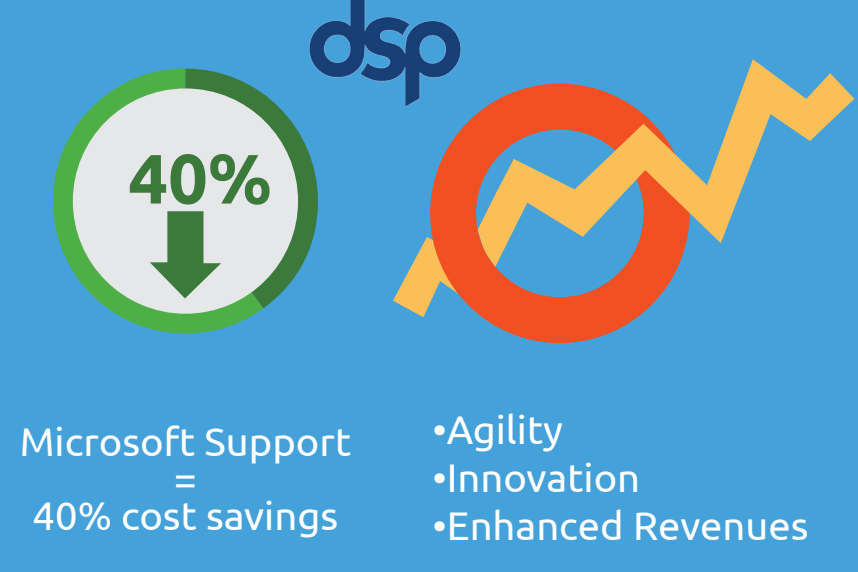 dsp
40%
Microsoft Support
=
40% cost savings
•Agility
•Innovation
•Enhanced Revenues